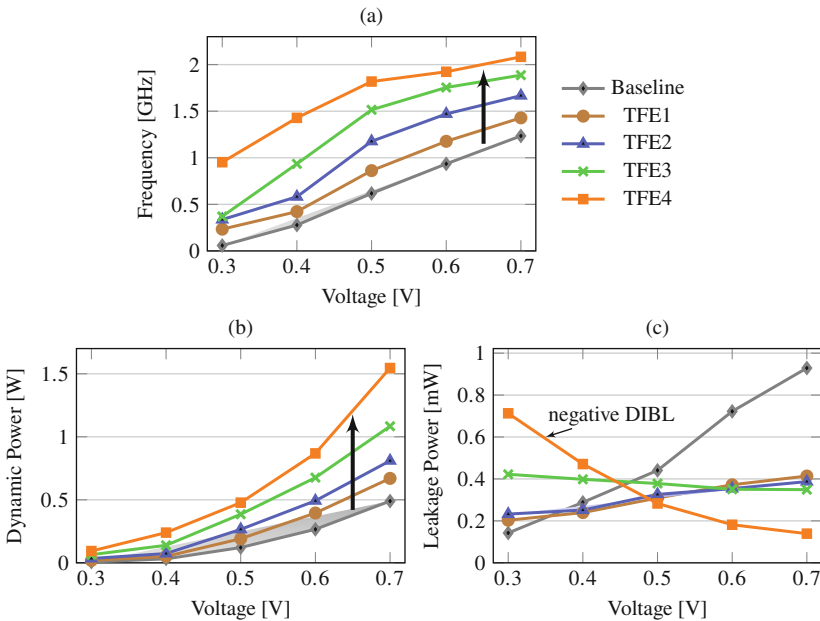 (a)
Frequency [GHz]
2
1.5
1
0.5
0
0.3 0.4 0.5 0.6 0.7
Voltage [V]
Baseline
TFE1
TFE2
TFE3
TFE4
(b)
Dynamic Power [W]
1.5
1
0.5
0
0.3 0.4 0.5 0.6 0.7
Voltage [V]
(c)
Leakage Power [mW]
1
0.8
0.6
0.4
0.2
0
negative DIBL
0.3 0.4 0.5 0.6 0.7
Voltage [V]